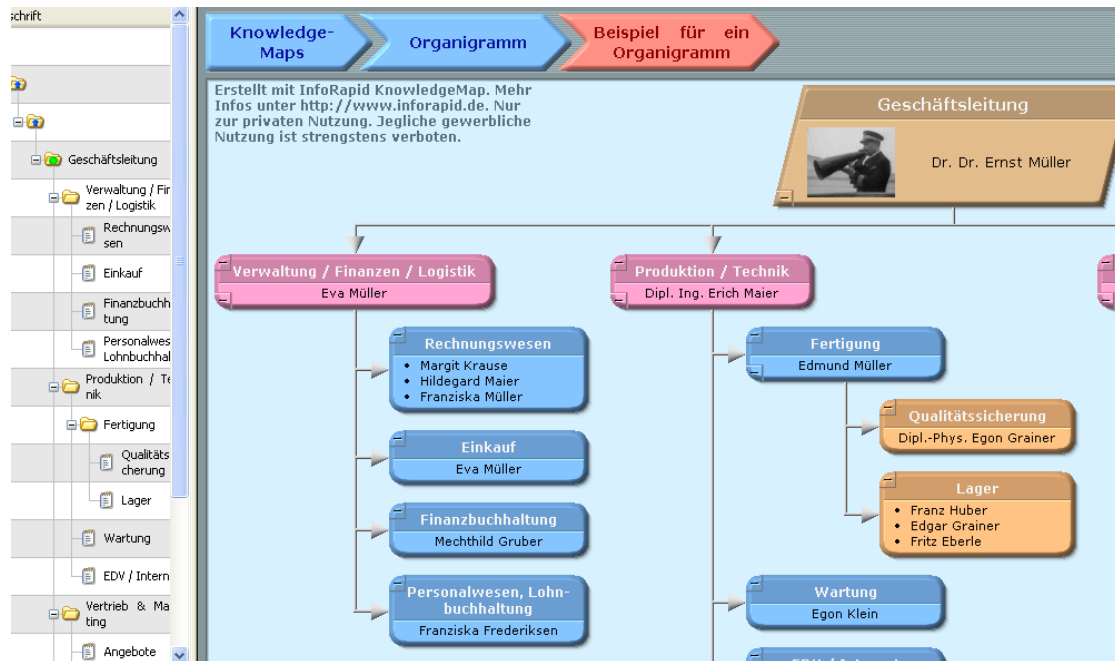 schrift
Geschäftsleitung
Verwaltung / Fin
zen / Logistik
Rechnungsw
sen
Einkauf
Finanzbuchh
tung
Personalwes
Lohnbuchhal
Produktion / Te
nik
Fertigung
Qualitäts
cherung
Lager
Wartung
EDV / Intern
Vertrieb & Ma
ting
Angebote
Knowledge-
Maps
Organigramm
Beispiel für ein
Organigramm
Erstellt mit InfoRapid KnowledgeMap. Mehr
Infos unter http://www.inforapid.de. Nur
zur privaten Nutzung. Jegliche gewerbliche
Nutzung ist strengstens verboten.
Geschäftsleitung
Dr. Dr. Ernst Müller
Verwaltung / Finanzen / Logistik
Eva Müller
Rechnungswesen
• Margit Krause
• Hildegard Maier
• Franziska Müller
Einkauf
Eva Müller
Finanzbuchhaltung
Mechthild Gruber
Personalwesen, Lohn-
buchhaltung
Franziska Frederiksen
Produktion / Technik
Dipl. Ing. Erich Maier
Fertigung
Edmund Müller
Qualitätssicherung
Dipl.-Phys. Egon Grainer
Lager
• Franz Huber
• Edgar Grainer
• Fritz Eberle
Wartung
Egon Klein